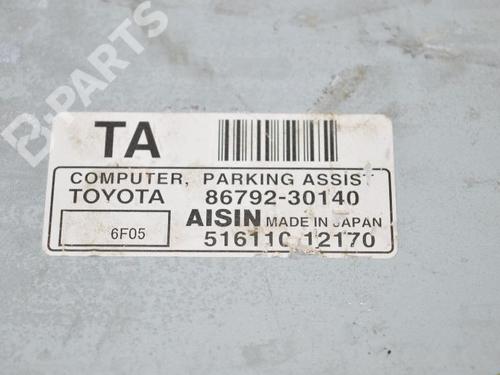 B-PARTS
TA
COMPUTER, PARKING ASSIST
TOYOTA 86792-30140
6F05
AISIN MADE IN JAPAN
516110-12170